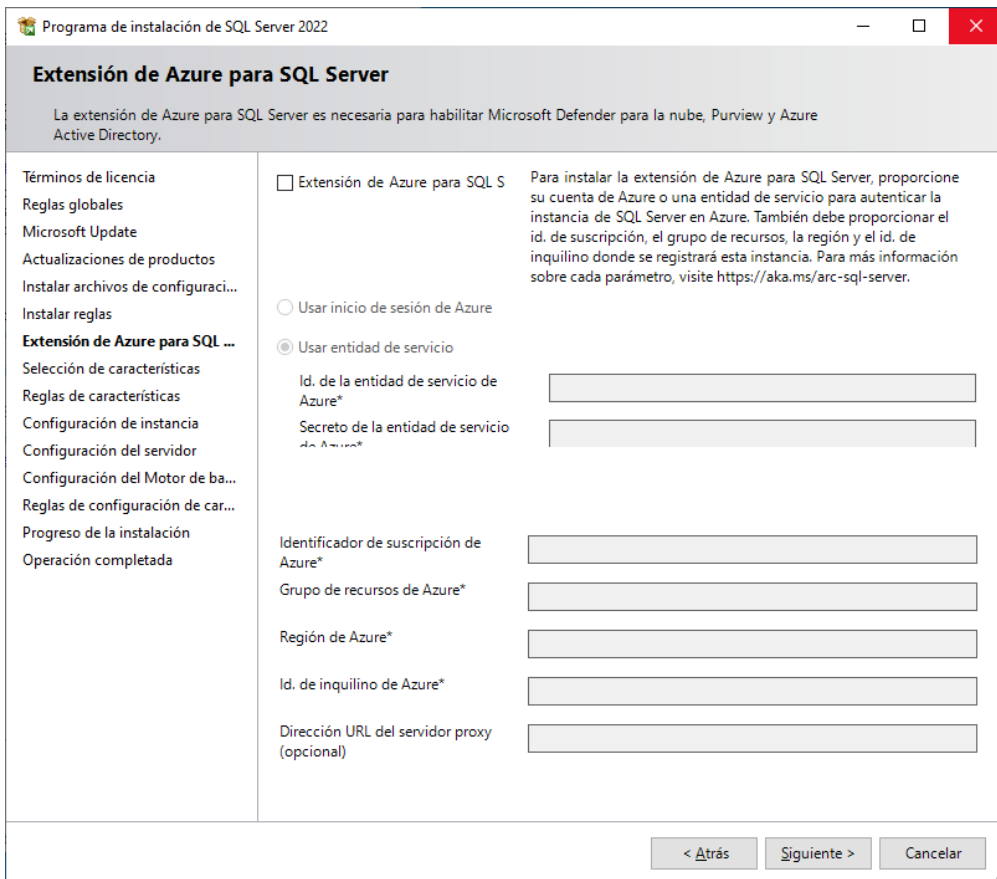 Programa de instalación de SQL Server 2022
Extensión de Azure para SQL Server
La extensión de Azure para SQL Server es necesaria para habilitar Microsoft Defender para la nube, Purview y Azure
Active Directory.
Términos de licencia
Reglas globales
Microsoft Update
Actualizaciones de productos
Instalar archivos de configuraci...
Instalar reglas
Extensión de Azure para SQL ...
Selección de características
Reglas de características
Configuración de instancia
Configuración del servidor
Configuración del Motor de ba...
Reglas de configuración de car...
Progreso de la instalación
Operación completada
Extensión de Azure para SQL S
Para instalar la extensión de Azure para SQL Server, proporcione
su cuenta de Azure o una entidad de servicio para autenticar la
instancia de SQL Server en Azure. También debe proporcionar el
id. de suscripción, el grupo de recursos, la región y el id. de
inquilino donde se registrará esta instancia. Para más información
sobre cada parámetro, visite https://aka.ms/arc-sql-server.
Usar inicio de sesión de Azure
Usar entidad de servicio
Id. de la entidad de servicio de
Azure*
Secreto de la entidad de servicio
de Azure*
Identificador de suscripción de
Azure*
Grupo de recursos de Azure*
Región de Azure*
Id. de inquilino de Azure*
Dirección URL del servidor proxy
(opcional)
< Atrás
Siguiente >
Cancelar